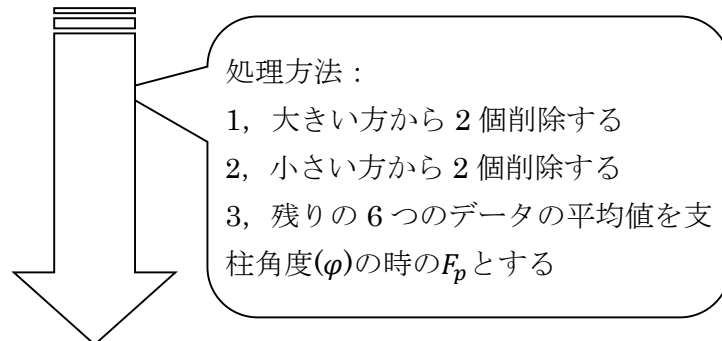 処理方法：
1，大きい方から 2 個削除する
2，小さい方から 2 個削除する
3，残りの 6 つのデータの平均値を支
柱角度(φ)の時のF_pとする